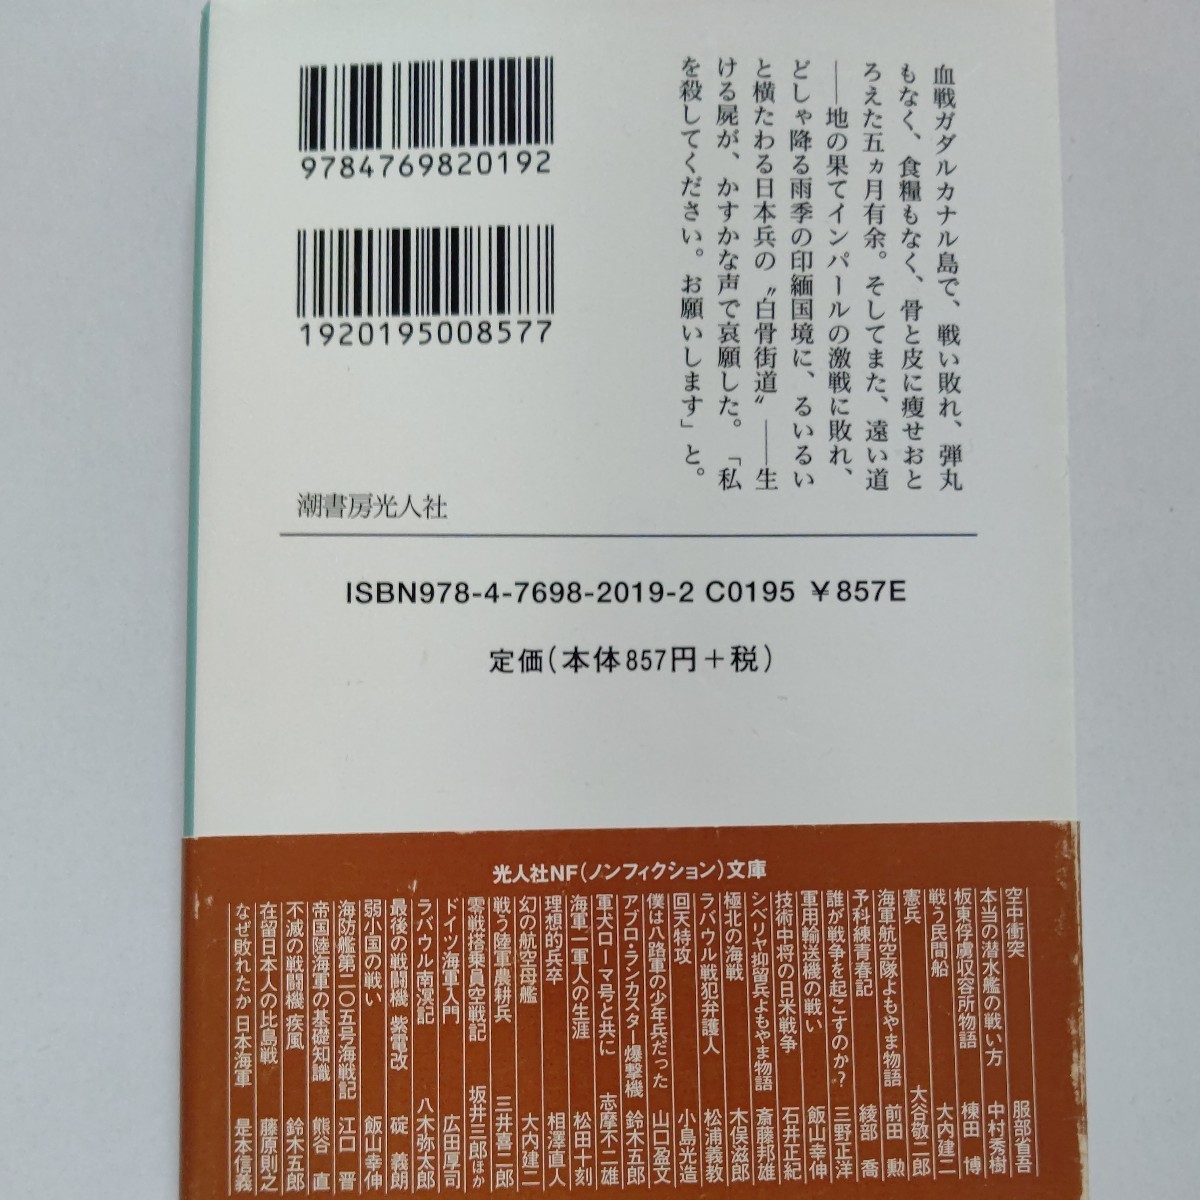 9784769820192
1920195008577
血戦ガダルカナル島で、戦い敗れ、弾丸
もなく、食糧もなく、骨と皮に痩せおと
ろえた五ヵ月有余。そしてまた、遠い道
——地の果てインパールの激戦に敗れ、
どしゃ降る雨季の印緬国境に、るいるい
と横たわる日本兵の〝白骨街道〟——生
ける屍が、かすかな声で哀願した。「私
を殺してください。お願いします」と。
潮書房光人社
ISBN978-4-7698-2019-2 C0195 ￥857E
定価(本体857円＋税)
光人社NF(ノンフィクション)文庫
空中衝突 服部省吾
本当の潜水艦の戦い方 中村秀樹
板東俘虜収容所物語 棟田 博
戦う民間船 大内建二
憲兵 大谷敬二郎
海軍航空隊よもやま物語 前田 勲
予科練青春記 綾部 喬
誰が戦争を起こすのか? 三野正洋
軍用輸送機の戦い 飯山幸伸
技術中将の日米戦争 石井正紀
シベリヤ抑留兵よもやま物語 斎藤邦雄
極北の海戦 木俣滋郎
ラバウル戦犯弁護人 松浦義教
回天特攻 小島光造
僕は八路軍の少年兵だった 山口盈文
アブロ・ランカスター爆撃機 鈴木五郎
軍犬ローマ号と共に 志摩不二雄
海軍一軍人の生涯 松田十刻
理想的兵卒 相澤直人
幻の航空母艦 大内建二
戦う陸軍農耕兵 三井喜二郎
零戦搭乗員空戦記 坂井三郎ほか
ドイツ海軍入門 広田厚司
ラバウル南溟記 八木弥太郎
最後の戦闘機 紫電改 碇 義朗
弱小国の戦い 飯山幸伸
海防艦第二〇五号海戦記 江口 晋
帝国陸海軍の基礎知識 熊谷 直
不滅の戦闘機 疾風 鈴木五郎
在留日本人の比島戦 藤原則之
なぜ敗れたか 日本海軍 是本信義